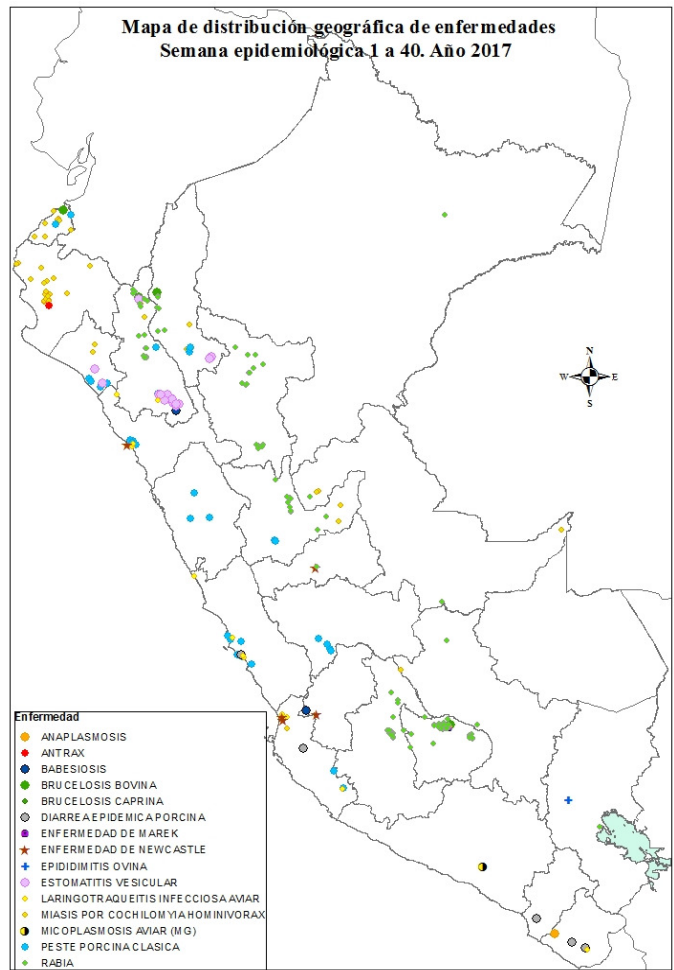 Mapa de distribución geográfica de enfermedades
Semana epidemiológica 1 a 40. Año 2017
N
W E
S
Enfermedad
ANAPLASMOSIS
ANTRAX
BABESIOSIS
BRUCELOSIS BOVINA
BRUCELOSIS CAPRINA
DIARREA EPIDEMICA PORCINA
ENFERMEDAD DE MAREK
ENFERMEDAD DE NEWCASTLE
EPIDIDIMITIS OVINA
ESTOMATITIS VESICULAR
LARINGOTRAQUEITIS INFECCIOSA AVIAR
MIASIS POR COCHILOMYIA HOMINIVORAX
MICOPLASMOSIS AVIAR (MG)
PESTE PORCINA CLASICA
RABIA